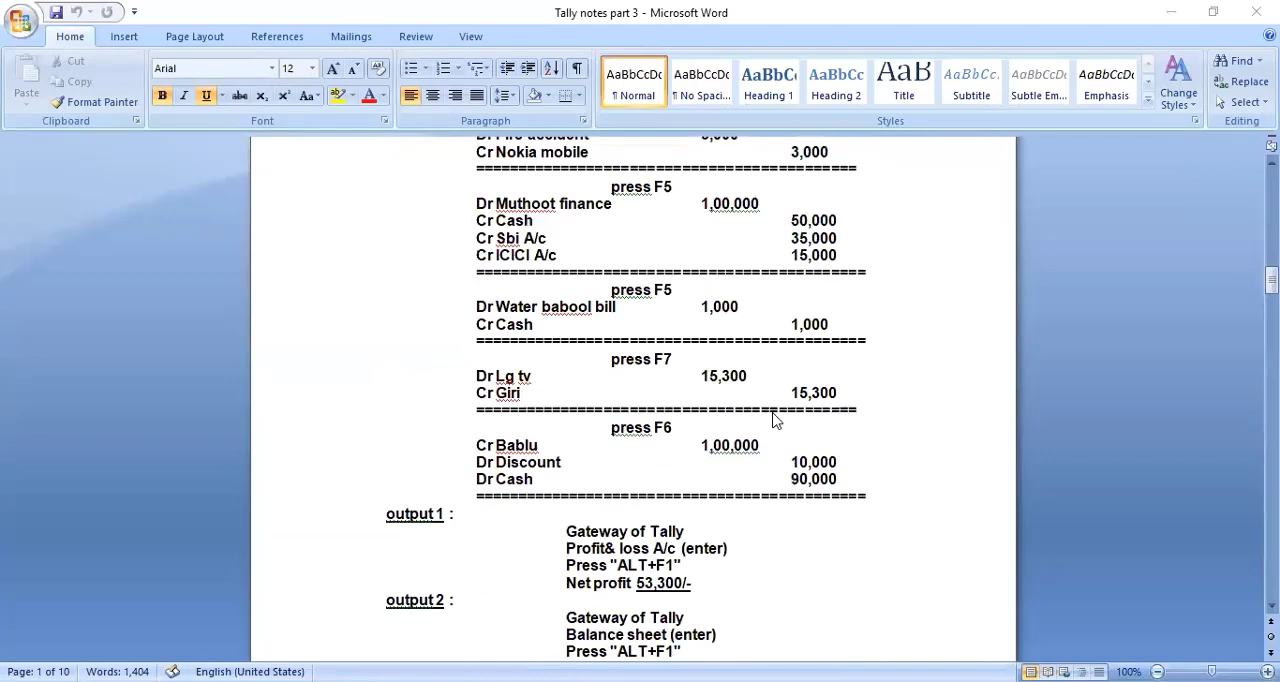 Tally notes part 3 - Microsoft Word
Home Insert Page Layout References Mailings Review View
Paste
Cut
Copy
Format Painter
Clipboard
Arial 12
Font
Paragraph
AaBbCcDc AaBbCcDc AaBbC AaBbCc AaB AaBbCc. AaBbCcDc AaBbCcDc
¶ Normal ¶ No Spaci... Heading 1 Heading 2 Title Subtitle Subtle Em... Emphasis
Change Styles
Styles
Find
Replace
Select
Editing
Dr Fire accident
Cr Nokia mobile 3,000
=============================================
press F5
Dr Muthoot finance 1,00,000
Cr Cash 50,000
Cr Sbi A/c 35,000
Cr ICICI A/c 15,000
==============================================
press F5
Dr Water babool bill 1,000
Cr Cash 1,000
==============================================
press F7
Dr Lg tv 15,300
Cr Giri 15,300
=============================================
press F6
Cr Bablu 1,00,000
Dr Discount 10,000
Dr Cash 90,000
==============================================
output 1 :
Gateway of Tally
Profit& loss A/c (enter)
Press "ALT+F1"
Net profit 53,300/-
output 2 :
Gateway of Tally
Balance sheet (enter)
Press "ALT+F1"
Page: 1 of 10 Words: 1,404 English (United States) 100%